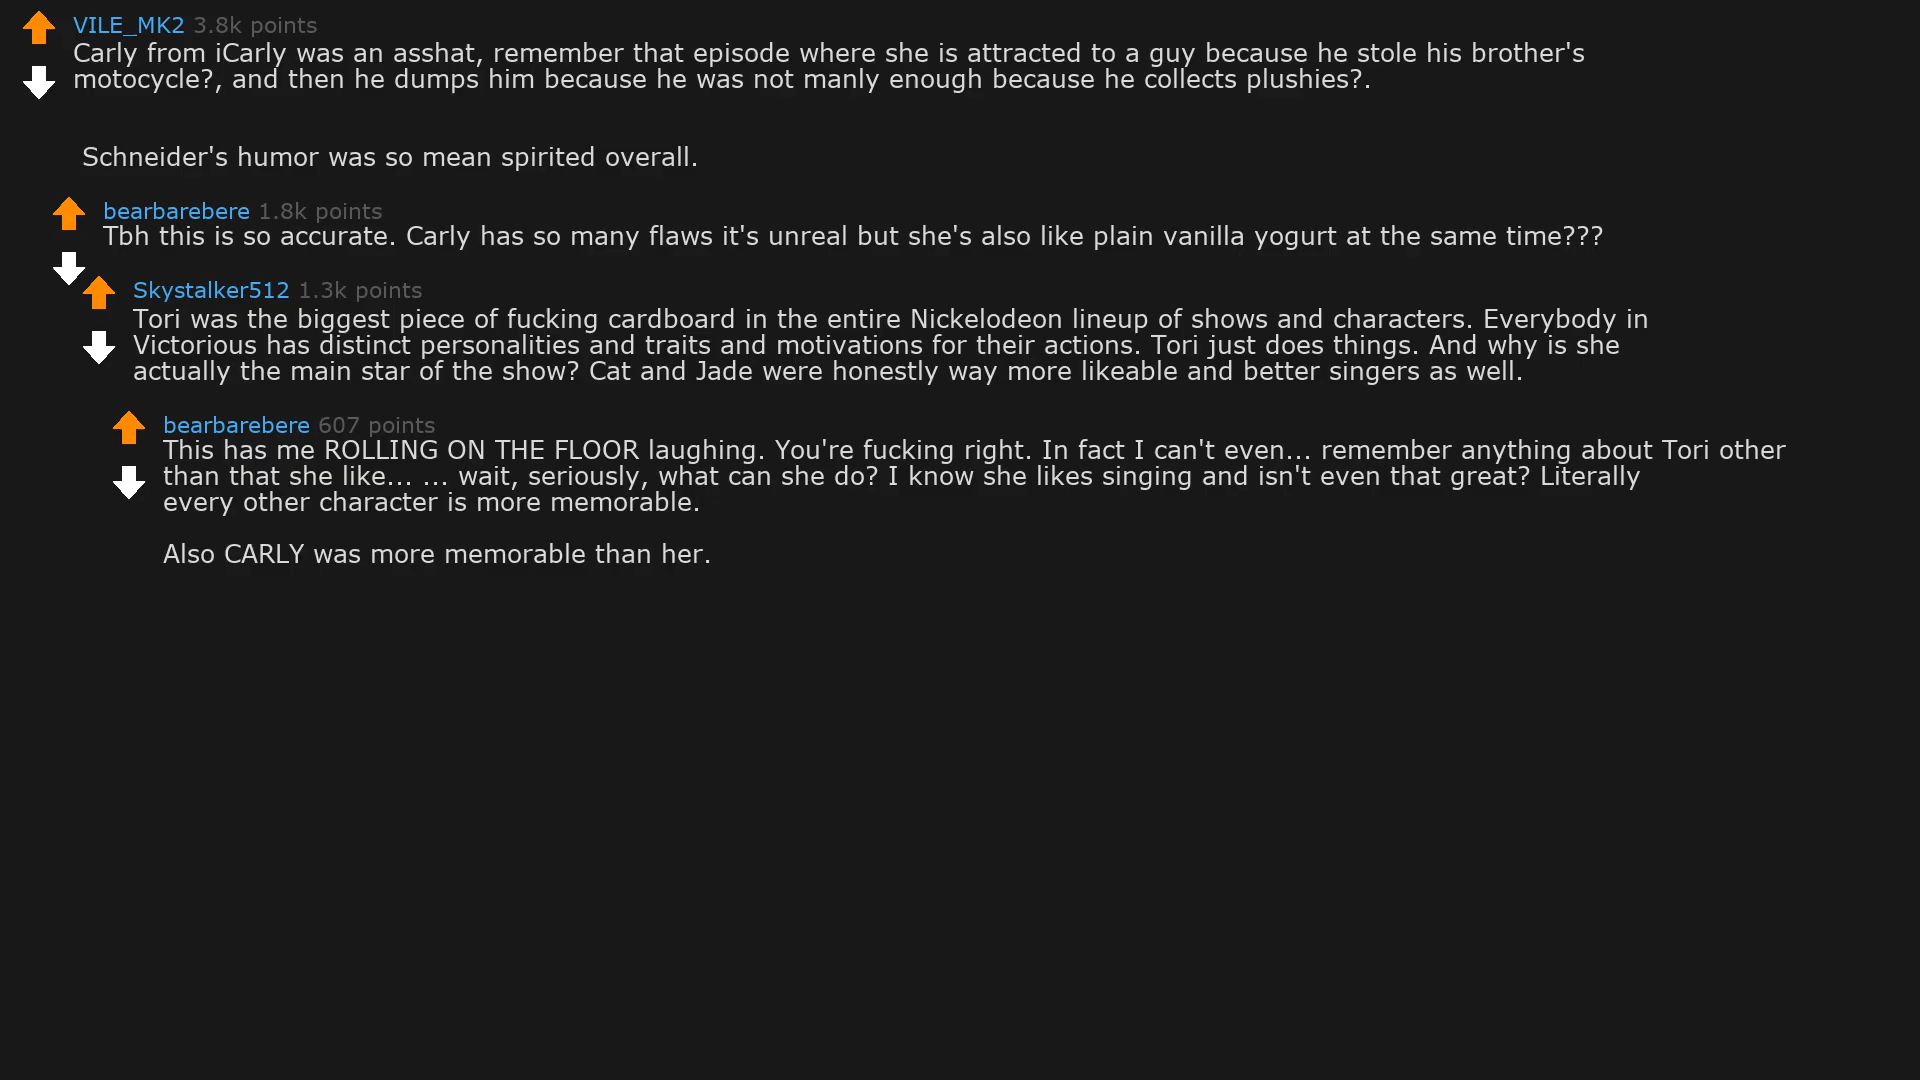 VILE_MK2 3.8k points
Carly from iCarly was an asshat, remember that episode where she is attracted to a guy because he stole his brother's
motocycle?, and then he dumps him because he was not manly enough because he collects plushies?.
Schneider's humor was so mean spirited overall.
bearbarebere 1.8k points
Tbh this is so accurate. Carly has so many flaws it's unreal but she's also like plain vanilla yogurt at the same time???
Skystalker512 1.3k points
Tori was the biggest piece of fucking cardboard in the entire Nickelodeon lineup of shows and characters. Everybody in
Victorious has distinct personalities and traits and motivations for their actions. Tori just does things. And why is she
actually the main star of the show? Cat and Jade were honestly way more likeable and better singers as well.
bearbarebere 607 points
This has me ROLLING ON THE FLOOR laughing. You're fucking right. In fact I can't even... remember anything about Tori other
than that she like... ... wait, seriously, what can she do? I know she likes singing and isn't even that great? Literally
every other character is more memorable.
Also CARLY was more memorable than her.